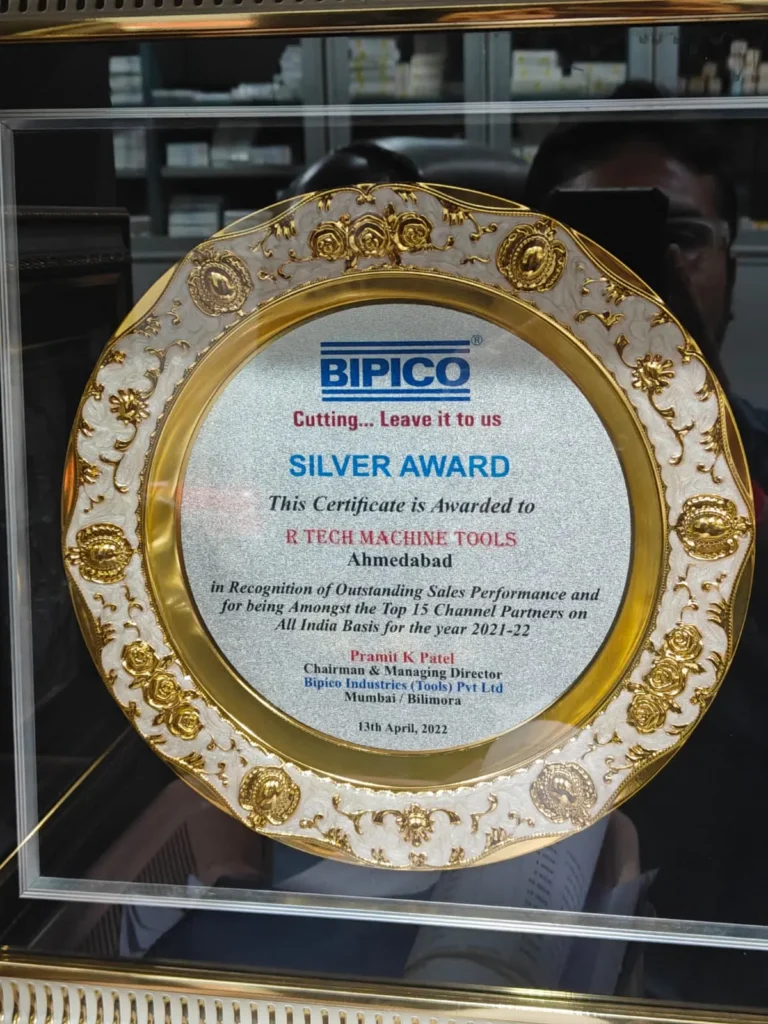 BIPICO®
Cutting... Leave it to us
SILVER AWARD
This Certificate is Awarded to
R TECH MACHINE TOOLS
Ahmedabad
in Recognition of Outstanding Sales Performance and
for being Amongst the Top 15 Channel Partners on
All India Basis for the year 2021-22
Pramit K Patel
Chairman & Managing Director
Bipico Industries (Tools) Pvt Ltd
Mumbai / Bilimora
13th April, 2022